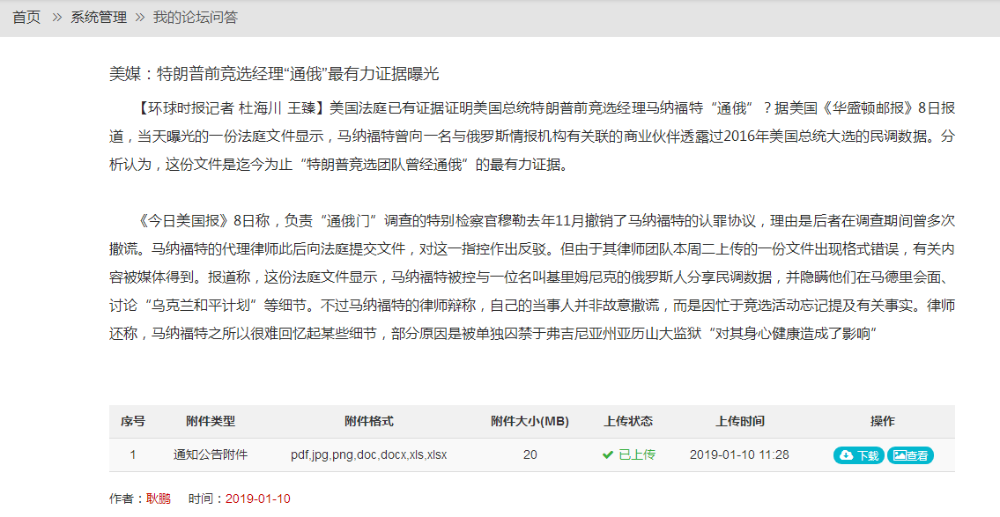 首页 » 系统管理 » 我的论坛问答
美媒：特朗普前竞选经理“通俄”最有力证据曝光
【环球时报记者 杜海川 王臻】美国法庭已有证据证明美国总统特朗普前竞选经理马纳福特“通俄”？据美国《华盛顿邮报》8日报
道，当天曝光的一份法庭文件显示，马纳福特曾向一名与俄罗斯情报机构有关联的商业伙伴透露过2016年美国总统大选的民调数据。分
析认为，这份文件是迄今为止“特朗普竞选团队曾经通俄”的最有力证据。
《今日美国报》8日称，负责“通俄门”调查的特别检察官穆勒去年11月撤销了马纳福特的认罪协议，理由是后者在调查期间曾多次
撒谎。马纳福特的代理律师此后向法庭提交文件，对这一指控作出反驳。但由于其律师团队本周二上传的一份文件出现格式错误，有关内
容被媒体得到。报道称，这份法庭文件显示，马纳福特被控与一位名叫基里姆尼克的俄罗斯人分享民调数据，并隐瞒他们在马德里会面、
讨论“乌克兰和平计划”等细节。不过马纳福特的律师辩称，自己的当事人并非故意撒谎，而是因忙于竞选活动忘记提及有关事实。律师
还称，马纳福特之所以很难回忆起某些细节，部分原因是被单独囚禁于弗吉尼亚州亚历山大监狱“对其身心健康造成了影响”
序号 附件类型 附件格式 附件大小(MB) 上传状态 上传时间 操作
1 通知公告附件 pdf,jpg,png,doc,docx,xls,xlsx 20 已上传 2019-01-10 11:28 下载 查看
作者：耿鹏 时间：2019-01-10